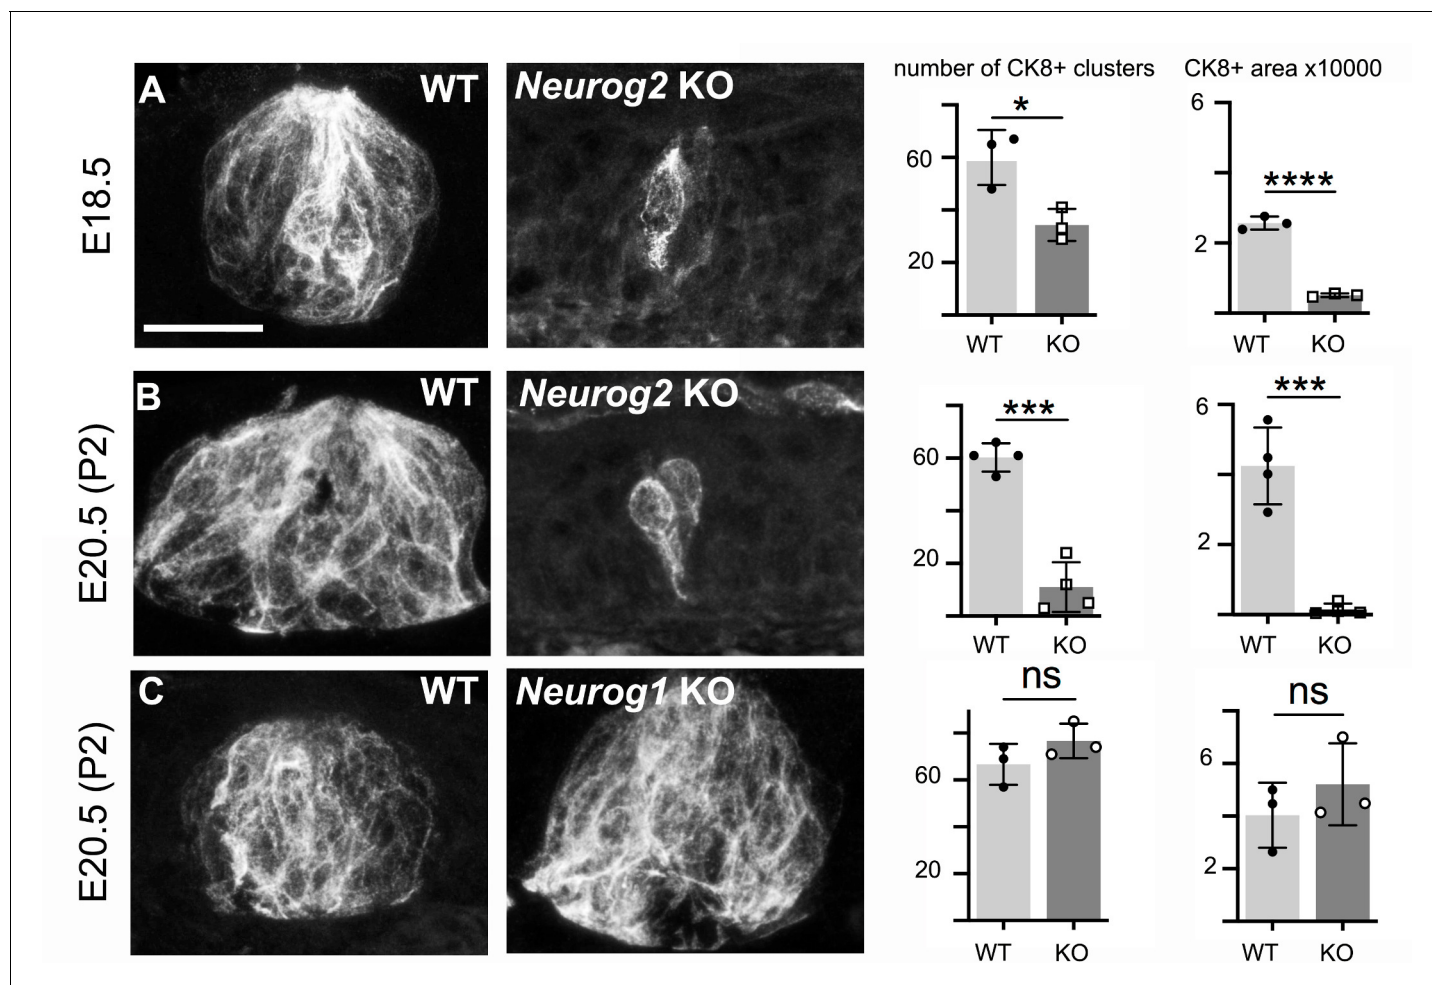 number of CK8+ clusters
CK8+ area x10000
E18.5
A
WT
Neurog2 KO
60
20
*
WT
KO
6
2
****
WT
KO
E20.5 (P2)
B
WT
Neurog2 KO
60
20
***
WT
KO
6
2
***
WT
KO
E20.5 (P2)
C
WT
Neurog1 KO
60
20
ns
WT
KO
6
2
ns
WT
KO